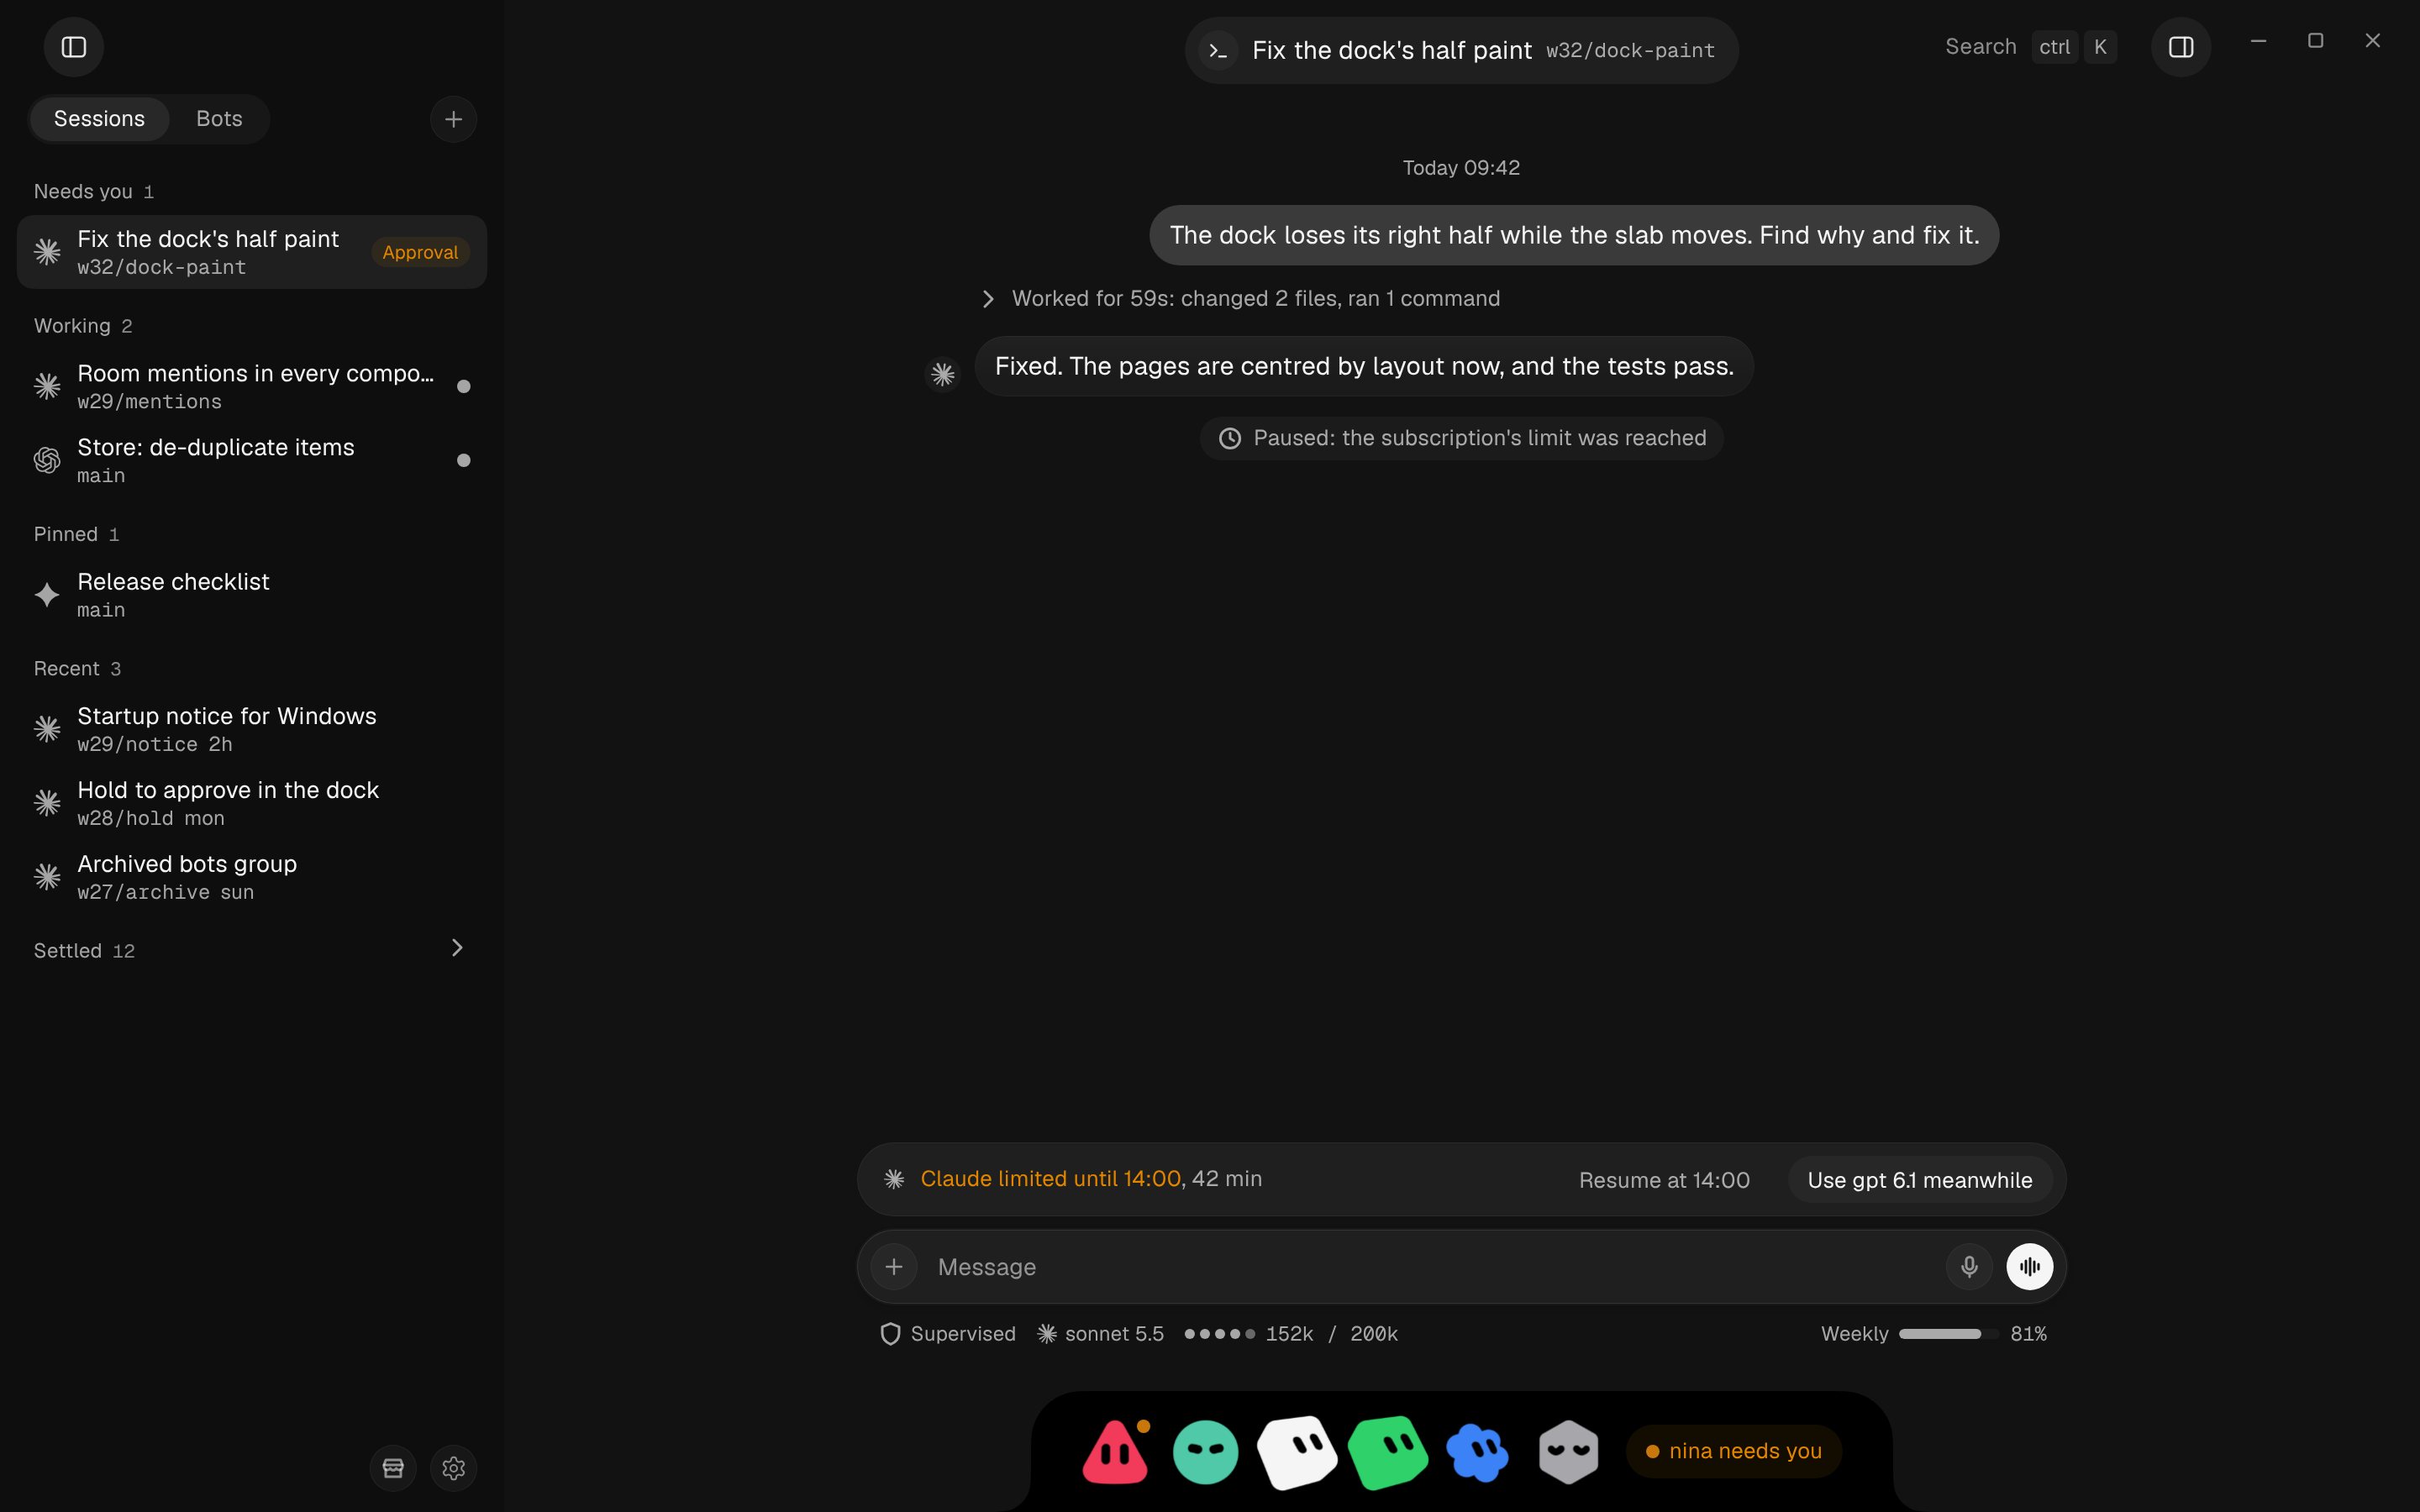 Fix the dock's half paint w32/dock-paint
Search ctrl K
Sessions Bots
Needs you 1
Fix the dock's half paint
w32/dock-paint
Approval
Working 2
Room mentions in every compo…
w29/mentions
Store: de-duplicate items
main
Pinned 1
Release checklist
main
Recent 3
Startup notice for Windows
w29/notice 2h
Hold to approve in the dock
w28/hold mon
Archived bots group
w27/archive sun
Settled 12
Today 09:42
The dock loses its right half while the slab moves. Find why and fix it.
Worked for 59s: changed 2 files, ran 1 command
Fixed. The pages are centred by layout now, and the tests pass.
Paused: the subscription's limit was reached
Claude limited until 14:00, 42 min
Resume at 14:00
Use gpt 6.1 meanwhile
Message
Supervised sonnet 5.5 152k / 200k
Weekly 81%
nina needs you